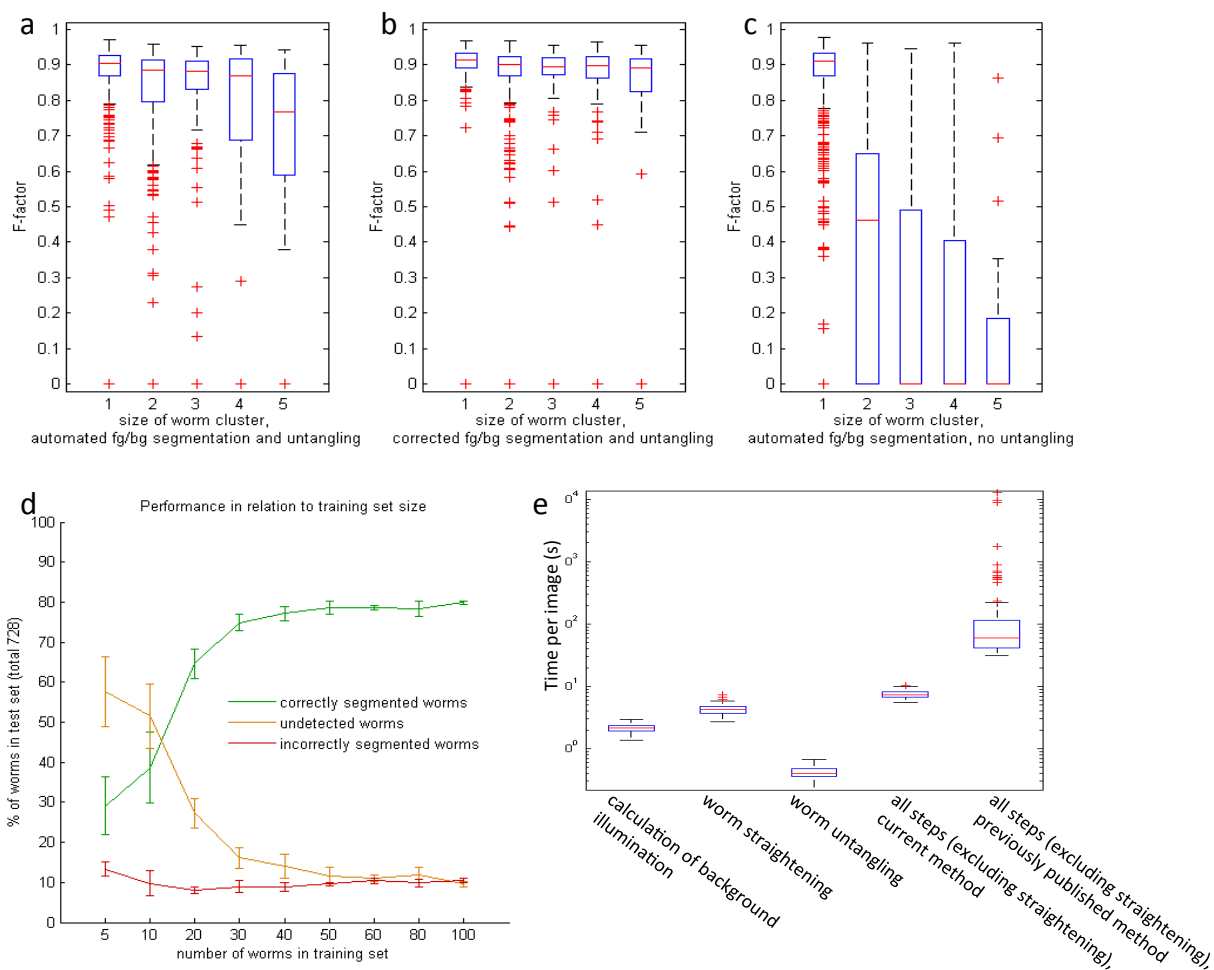 a
1
0.9
0.8
0.7
0.6
0.5
0.4
0.3
0.2
0.1
0
F-factor
1 2 3 4 5
size of worm cluster,
automated fg/bg segmentation and untangling
b
1
0.9
0.8
0.7
0.6
0.5
0.4
0.3
0.2
0.1
0
F-factor
1 2 3 4 5
size of worm cluster,
corrected fg/bg segmentation and untangling
c
1
0.9
0.8
0.7
0.6
0.5
0.4
0.3
0.2
0.1
0
F-factor
1 2 3 4 5
size of worm cluster,
automated fg/bg segmentation, no untangling
d
Performance in relation to training set size
100
90
80
70
60
50
40
30
20
10
0
% of worms in test set (total 728)
correctly segmented worms
undetected worms
incorrectly segmented worms
5 10 20 30 40 50 60 80 100
number of worms in training set
e
0⁴
0³
0²
0¹
0⁰
Time per image (s)
calculation of background
illumination
worm straightening
worm untangling
all steps (excluding straightening),
current method
all steps (excluding straightening),
previously published method